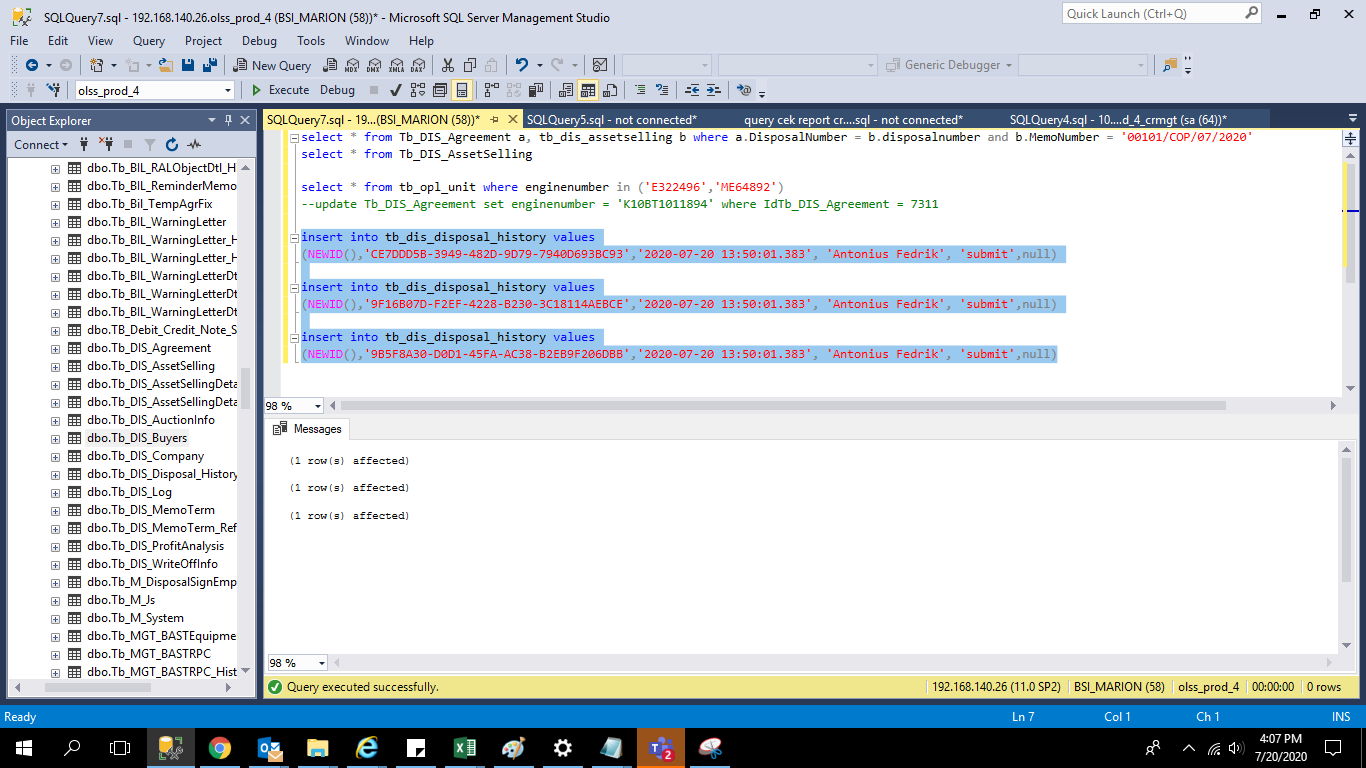 SQLQuery7.sql - 192.168.140.26.olss_prod_4 (BSI_MARION (58))* - Microsoft SQL Server Management Studio
Quick Launch (Ctrl+Q)
File Edit View Query Project Debug Tools Window Help
New Query MDX DMX XMLA DAX Generic Debugger
olss_prod_4 Execute Debug
Object Explorer
Connect
dbo.Tb_BIL_RALObjectDtl_H
dbo.Tb_BIL_ReminderMemo
dbo.Tb_Bil_TempAgrFix
dbo.Tb_BIL_WarningLetter
dbo.Tb_BIL_WarningLetter_H
dbo.Tb_BIL_WarningLetter_H
dbo.Tb_BIL_WarningLetterDt
dbo.Tb_BIL_WarningLetterDt
dbo.Tb_BIL_WarningLetterDt
dbo.TB_Debit_Credit_Note_S
dbo.Tb_DIS_Agreement
dbo.Tb_DIS_AssetSelling
dbo.Tb_DIS_AssetSellingDeta
dbo.Tb_DIS_AssetSellingDeta
dbo.Tb_DIS_AuctionInfo
dbo.Tb_DIS_Buyers
dbo.Tb_DIS_Company
dbo.Tb_DIS_Disposal_History
dbo.Tb_DIS_Log
dbo.Tb_DIS_MemoTerm
dbo.Tb_DIS_MemoTerm_Ref
dbo.Tb_DIS_ProfitAnalysis
dbo.Tb_DIS_WriteOffInfo
dbo.Tb_M_DisposalSignEmp
dbo.Tb_M_Js
dbo.Tb_M_System
dbo.Tb_MGT_BASTEquipme
dbo.Tb_MGT_BASTRPC
dbo.Tb_MGT_BASTRPC_Hist
SQLQuery7.sql - 19...(BSI_MARION (58))* SQLQuery5.sql - not connected* query cek report cr....sql - not connected* SQLQuery4.sql - 10....d_4_crmgt (sa (64))*
select * from Tb_DIS_Agreement a, tb_dis_assetselling b where a.DisposalNumber = b.disposalnumber and b.MemoNumber = '00101/COP/07/2020'
select * from Tb_DIS_AssetSelling
select * from tb_opl_unit where enginenumber in ('E322496','ME64892')
--update Tb_DIS_Agreement set enginenumber = 'K10BT1011894' where IdTb_DIS_Agreement = 7311
insert into tb_dis_disposal_history values
(NEWID(),'CE7DDD5B-3949-482D-9D79-7940D693BC93','2020-07-20 13:50:01.383', 'Antonius Fedrik', 'submit',null)
insert into tb_dis_disposal_history values
(NEWID(),'9F16B07D-F2EF-4228-B230-3C18114AEBCE','2020-07-20 13:50:01.383', 'Antonius Fedrik', 'submit',null)
insert into tb_dis_disposal_history values
(NEWID(),'9B5F8A30-D0D1-45FA-AC38-B2EB9F206DBB','2020-07-20 13:50:01.383', 'Antonius Fedrik', 'submit',null)
98 %
Messages
(1 row(s) affected)
(1 row(s) affected)
(1 row(s) affected)
98 %
Query executed successfully. 192.168.140.26 (11.0 SP2) BSI_MARION (58) olss_prod_4 00:00:00 0 rows
Ready Ln 7 Col 1 Ch 1 INS
4:07 PM
7/20/2020